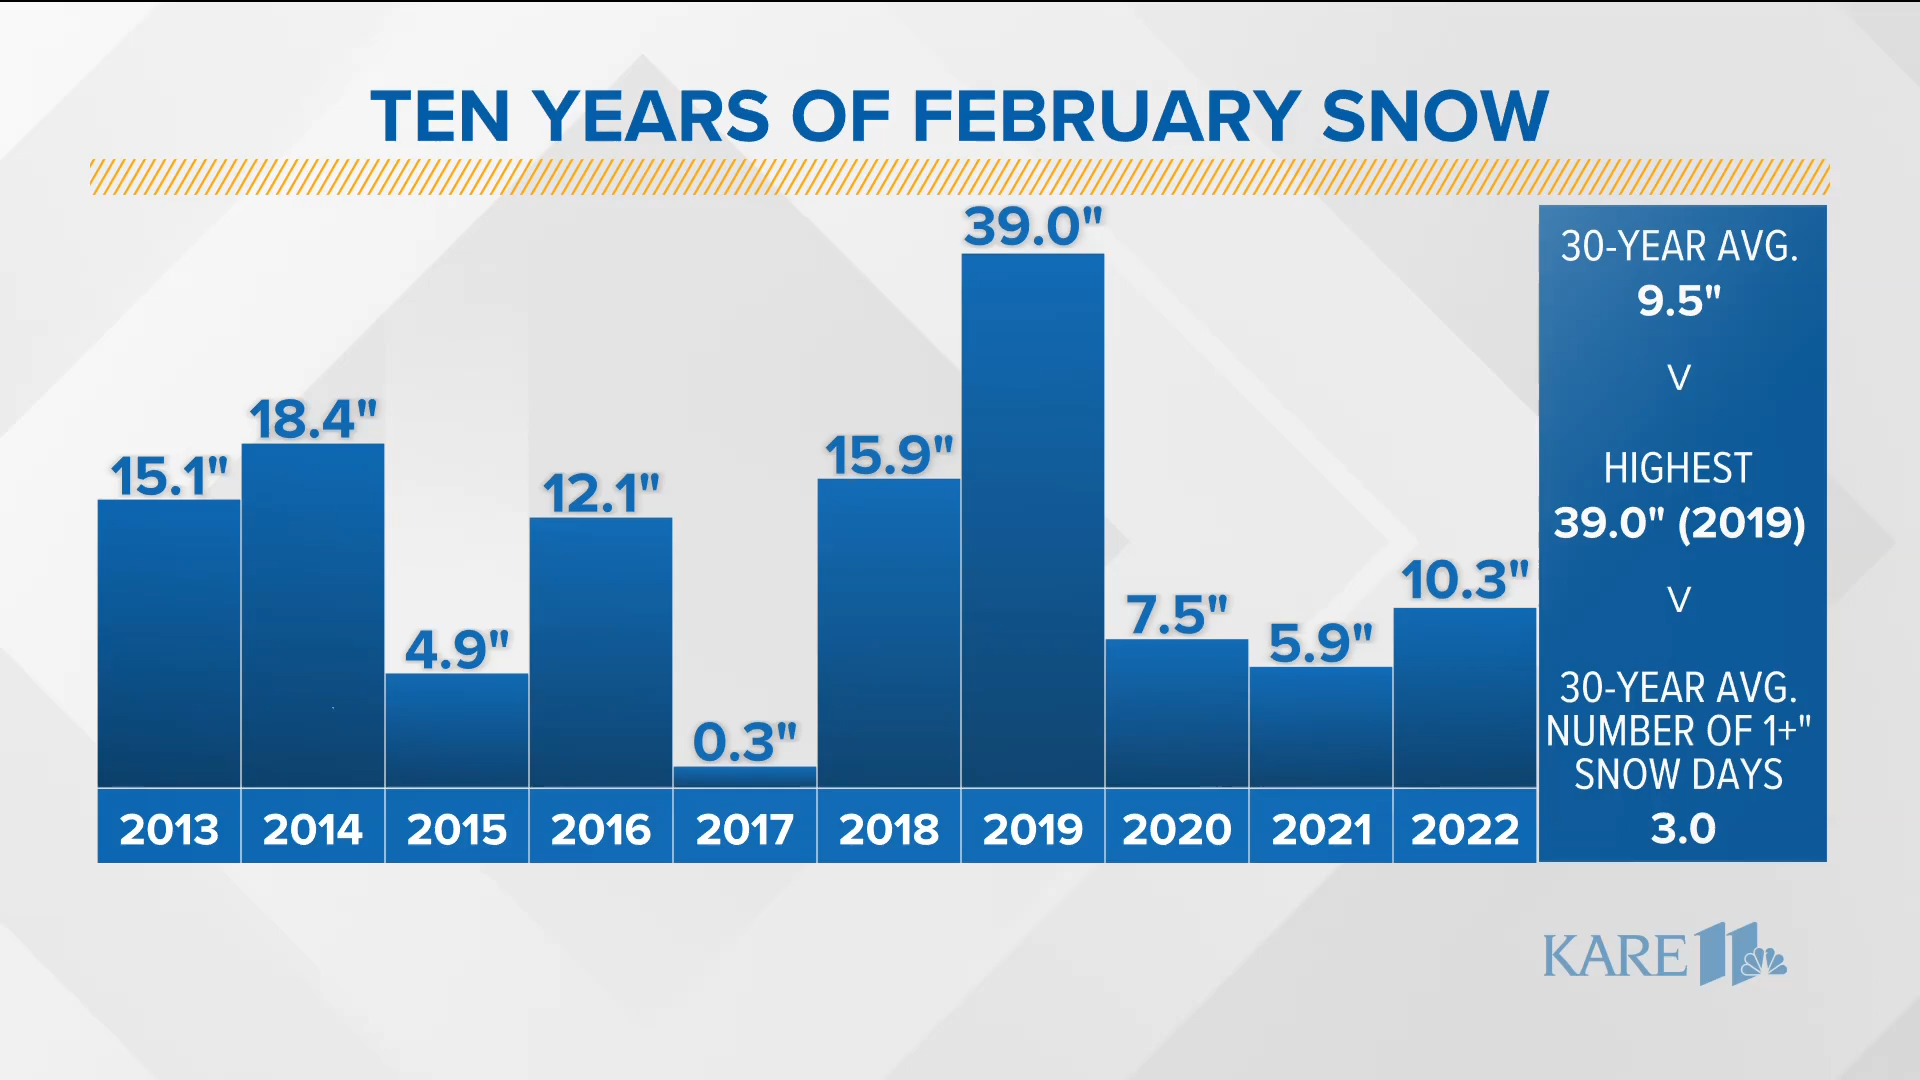 TEN YEARS OF FEBRUARY SNOW
15.1"
18.4"
4.9"
12.1"
0.3"
15.9"
39.0"
7.5"
5.9"
10.3"
2013
2014
2015
2016
2017
2018
2019
2020
2021
2022
30-YEAR AVG.
9.5"
V
HIGHEST
39.0" (2019)
V
30-YEAR AVG.
NUMBER OF 1+"
SNOW DAYS
3.0
KARE 11